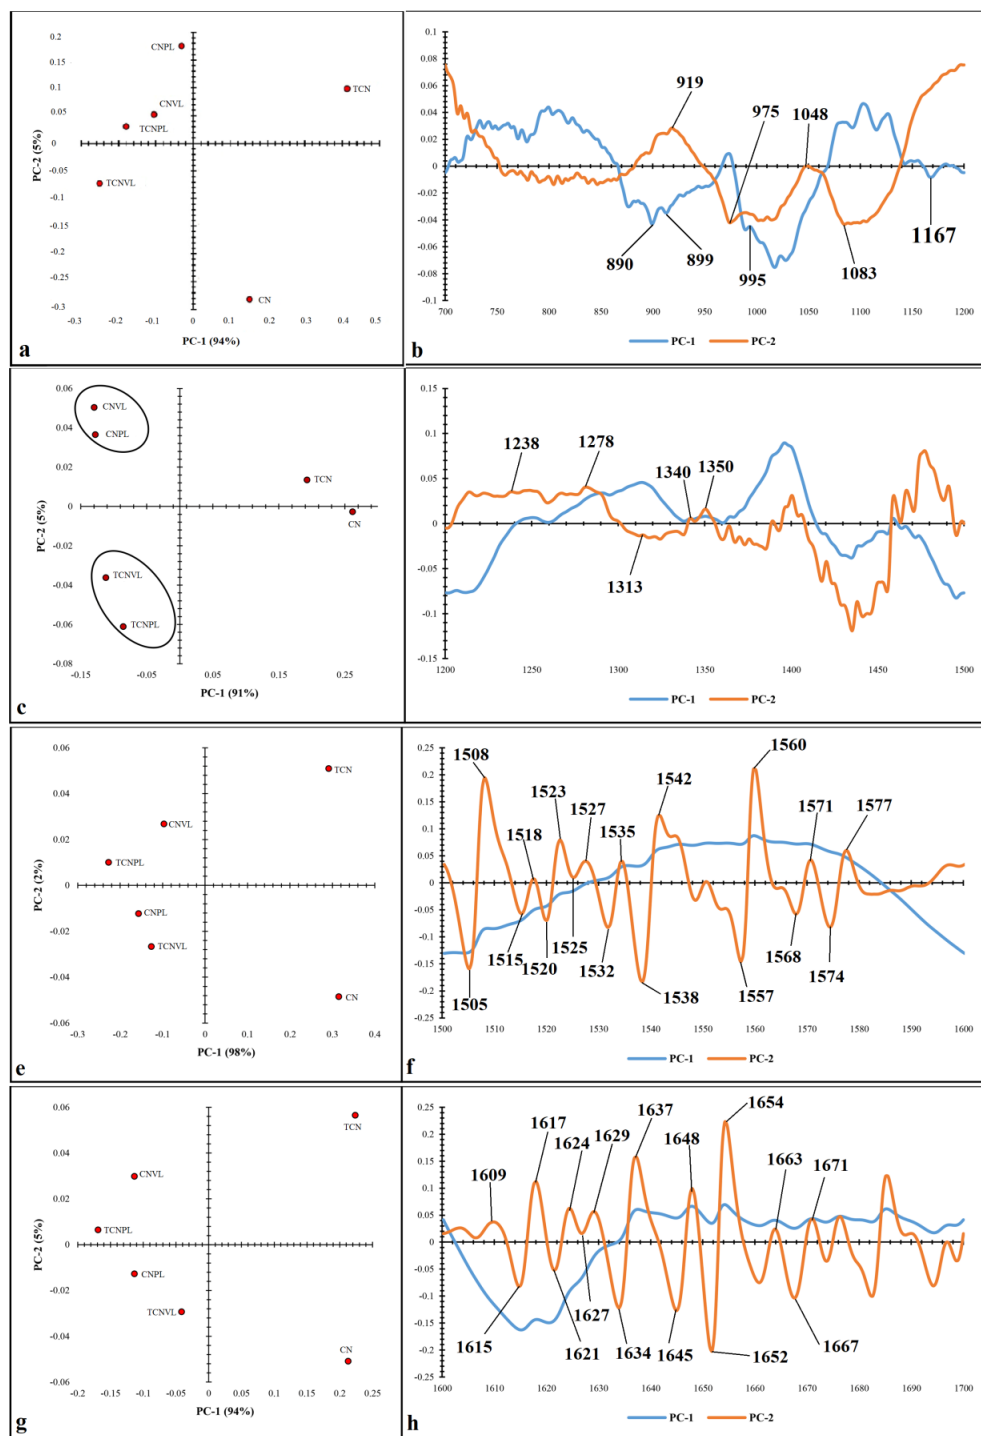 0.2
0.15
0.1
0.05
0
-0.05
-0.1
-0.15
-0.2
-0.25
-0.3
PC-2 (5%)
CNPL
TCN
CNVL
TCNPL
TCNVL
CN
-0.3 -0.2 -0.1 0 0.1 0.2 0.3 0.4 0.5
PC-1 (94%)
a
0.1
0.08
0.06
0.04
0.02
0
-0.02
-0.04
-0.06
-0.08
-0.1
919
975
1048
890
899
995
1083
1167
700 750 800 850 900 950 1000 1050 1100 1150 1200
PC-1 PC-2
b
0.06
0.04
0.02
0
-0.02
-0.04
-0.06
-0.08
PC-2 (5%)
CNVL
CNPL
TCN
CN
TCNVL
TCNPL
-0.15 -0.05 0.05 0.15 0.25
PC-1 (91%)
c
0.15
0.1
0.05
0
-0.05
-0.1
-0.15
1238
1278
1340
1350
1313
1200 1250 1300 1350 1400 1450 1500
PC-1 PC-2
0.06
0.04
0.02
0
-0.02
-0.04
-0.06
PC-2 (2%)
TCN
CNVL
TCNPL
CNPL
TCNVL
CN
-0.3 -0.2 -0.1 0 0.1 0.2 0.3 0.4
PC-1 (98%)
e
0.25
0.2
0.15
0.1
0.05
0
-0.05
-0.1
-0.15
-0.2
-0.25
1508
1518
1523
1527
1535
1542
1560
1571
1577
1505
1515
1520
1525
1532
1538
1557
1568
1574
1500 1510 1520 1530 1540 1550 1560 1570 1580 1590 1600
PC-1 PC-2
f
0.06
0.04
0.02
0
-0.02
-0.04
-0.06
PC-2 (5%)
TCN
CNVL
TCNPL
CNPL
TCNVL
CN
-0.2 -0.15 -0.1 -0.05 0 0.05 0.1 0.15 0.2 0.25
PC-1 (94%)
g
0.25
0.2
0.15
0.1
0.05
0
-0.05
-0.1
-0.15
-0.2
-0.25
1609
1617
1624
1629
1637
1648
1654
1663
1671
1615
1621
1627
1634
1645
1652
1667
1600 1610 1620 1630 1640 1650 1660 1670 1680 1690 1700
PC-1 PC-2
h